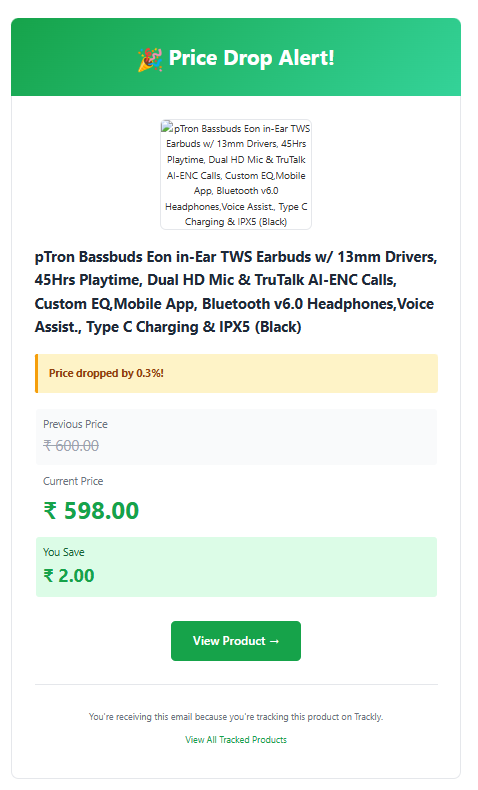 🎉 Price Drop Alert!
pTron Bassbuds Eon in-Ear TWS
Earbuds w/ 13mm Drivers, 45Hrs
Playtime, Dual HD Mic & TruTalk
AI-ENC Calls, Custom EQ,Mobile
App, Bluetooth v6.0
Headphones,Voice Assist., Type C
Charging & IPX5 (Black)
pTron Bassbuds Eon in-Ear TWS Earbuds w/ 13mm Drivers,
45Hrs Playtime, Dual HD Mic & TruTalk AI-ENC Calls,
Custom EQ,Mobile App, Bluetooth v6.0 Headphones,Voice
Assist., Type C Charging & IPX5 (Black)
Price dropped by 0.3%!
Previous Price
₹ 600.00
Current Price
₹ 598.00
You Save
₹ 2.00
View Product →
You're receiving this email because you're tracking this product on Trackly.
View All Tracked Products